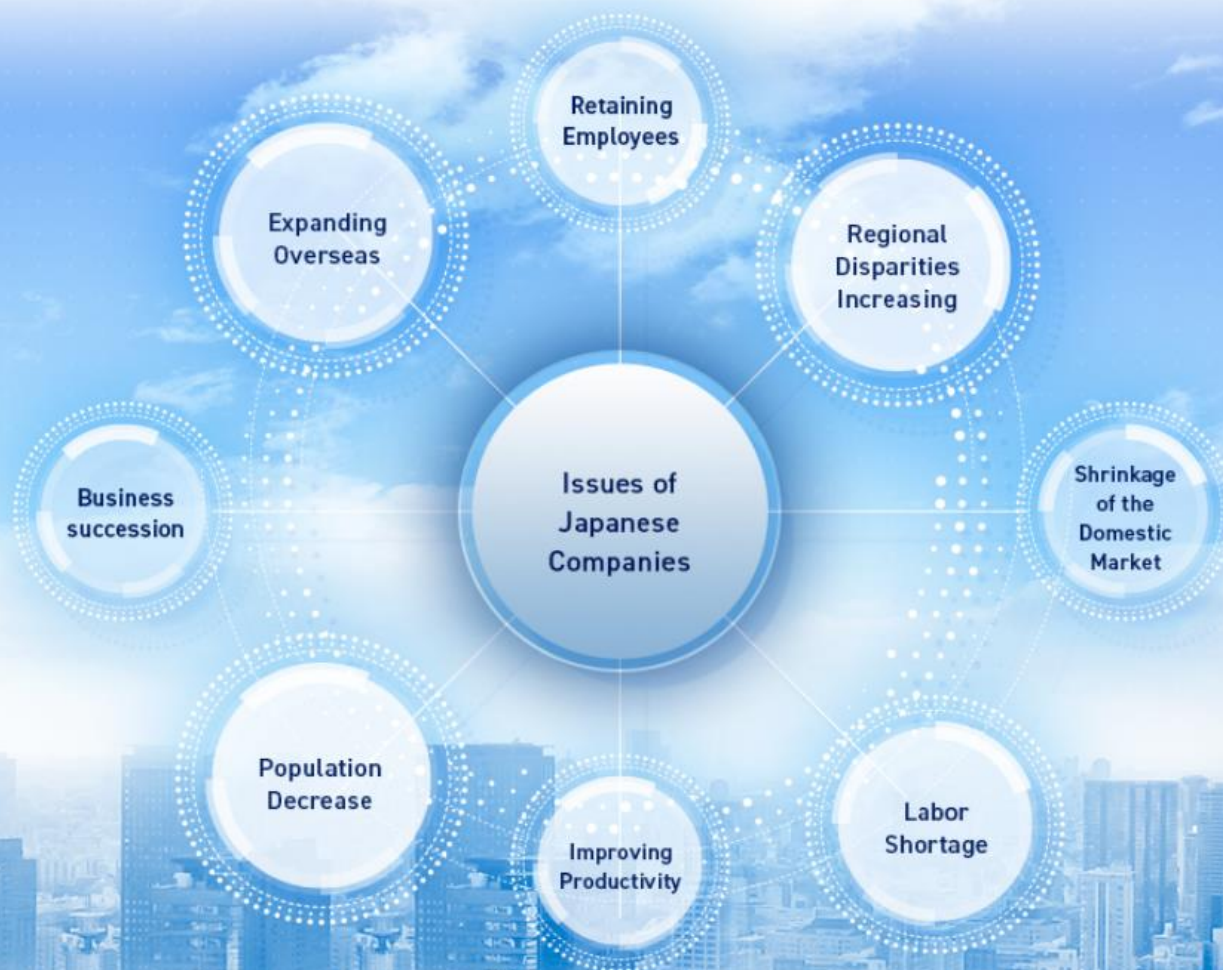 Retaining
Employees
Expanding
Overseas
Regional
Disparities
Increasing
Issues of
Japanese
Companies
Business
succession
Shrinkage
of the
Domestic
Market
Population
Decrease
Improving
Productivity
Labor
Shortage